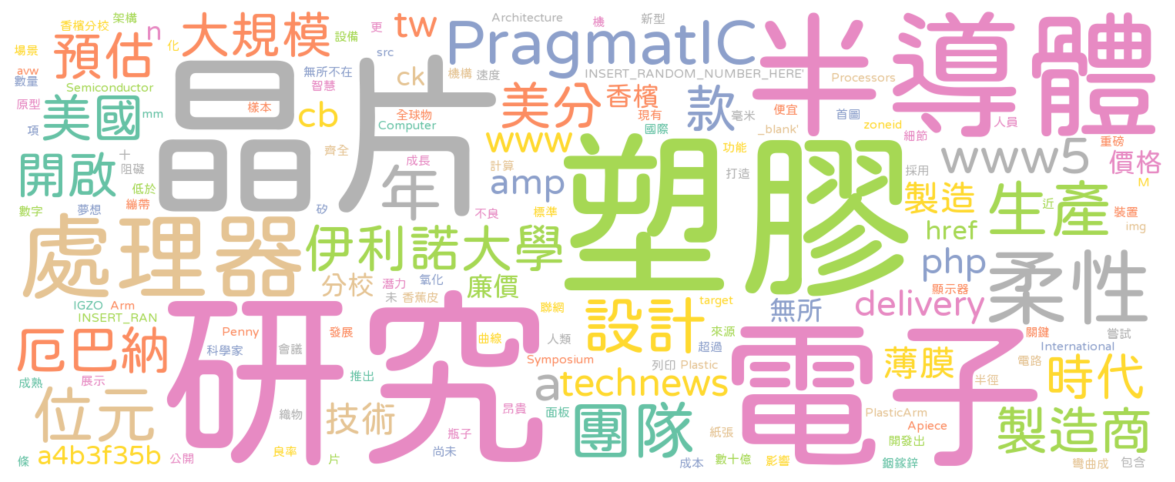 架構 香檳分校 場景 avw 數量 原型 項 預估 Semiconductor 化 n 大規模 設備 無所不在 智慧
更 src tw ck 機構 速度 Architecture 機 新型 PragmatIC INSERT_RANDOM_NUMBER_HERE' Processors
半導體
美國 mm 晶片 樣本 cb 全球物 Computer 美分 香檳 現有 國際 款 毫米 便宜 _blank' 首圖 zoneid 細節 人員 重磅
開啟 十 阻礙 低於 繃帶 數字 夢想 矽 齊全 年 成長 www 計算 amp 不良 標準 塑膠 功能 打造 採用 www5 價格 M
處理器 伊利諾大學 分校 潛力 氧化 未 香蕉皮 廉價 製造 href 生產 近 裝置 img
IGZO Arm INSERT_RAN Penny 科學家 會議 發展 研究 聯網 曲線 人類 設計 target 來源 超過 無所 php 顯示器 delivery 柔性 嘗試
厄巴納 成熟 展示 推出 Symposium a technews 列印 Plastic 電子 薄膜 半徑 關鍵 電路 International 時代
位元 織物 技術 昂貴 面板 團隊 紙張 PlasticArm Apiece 開發出 製造商
條 a4b3f35b 公開 良率 片 瓶子 尚未 成本 數十億 影響 銦鎵鋅 彎曲成 包含